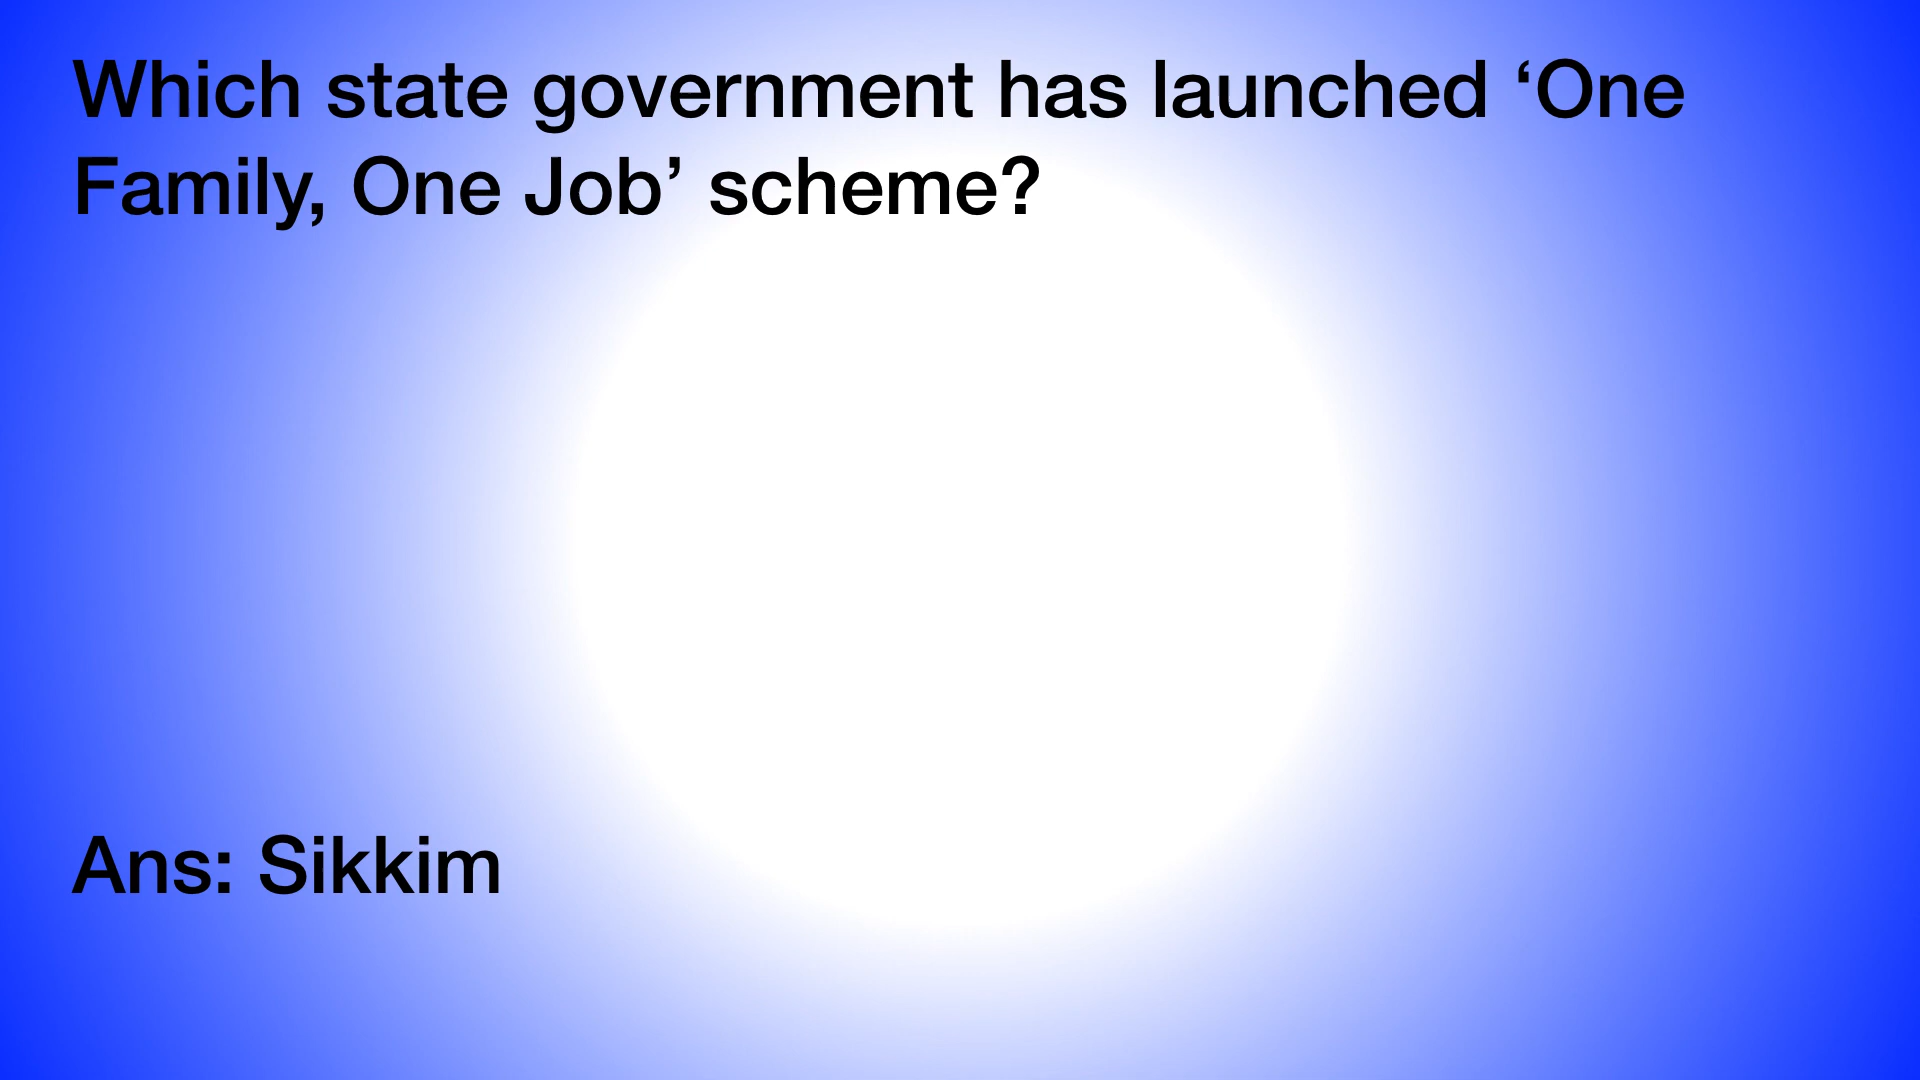 Which state government has launched ‘One
Family, One Job’ scheme?
Ans: Sikkim